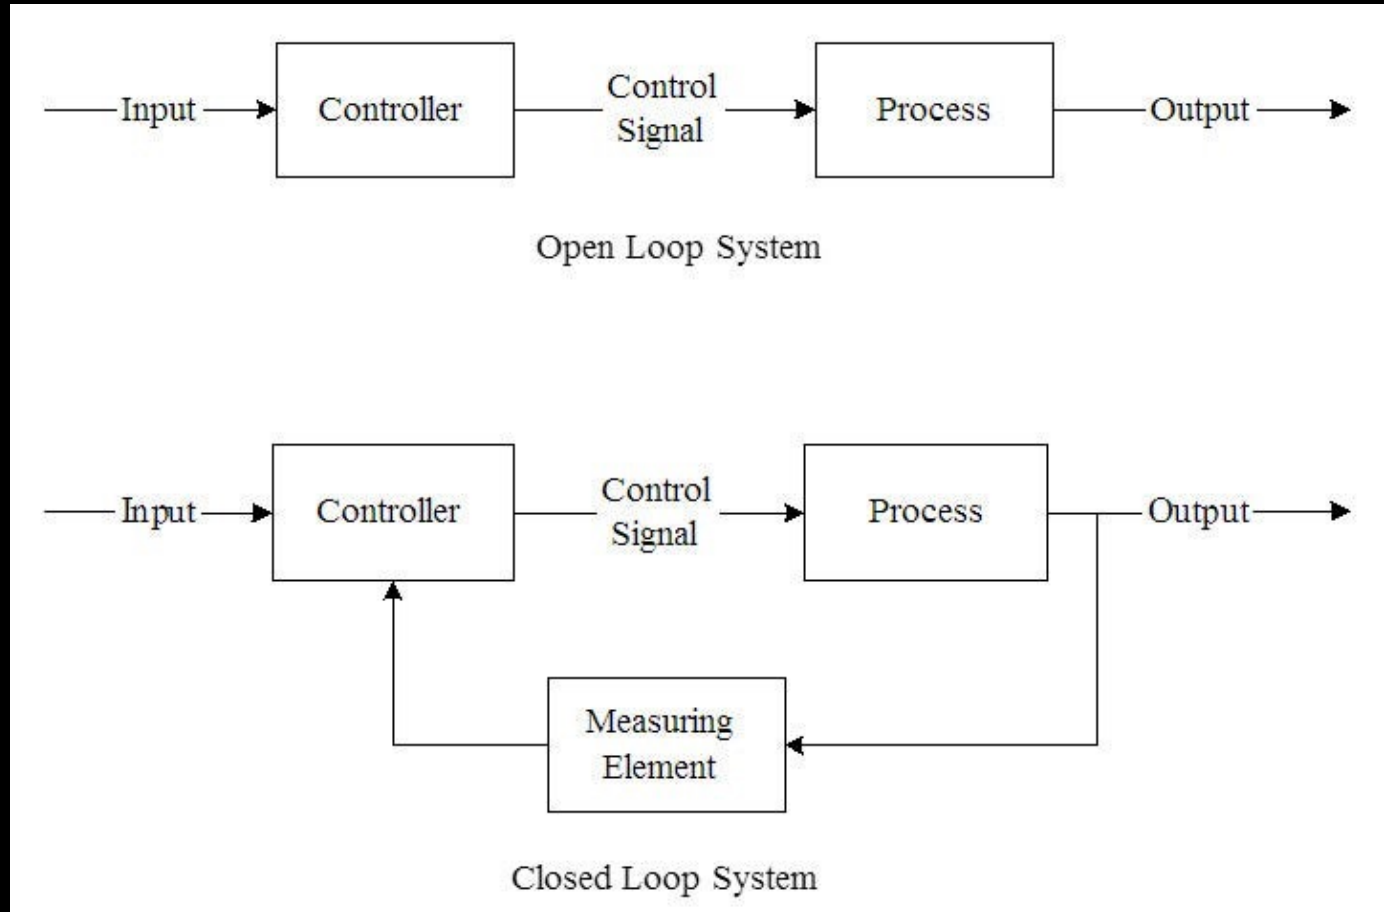 Input
Controller
Control
Signal
Process
Output
Open Loop System
Input
Controller
Control
Signal
Process
Output
Measuring
Element
Closed Loop System